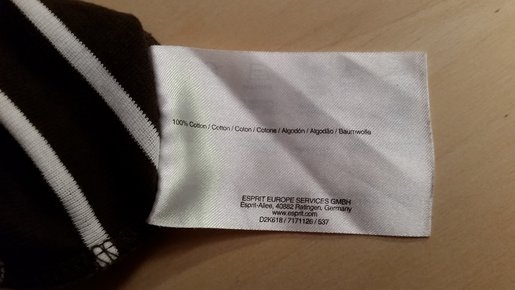 100% Cotton / Cotton / Coton / Cotone / Algodón / Algodão / Baumwolle
ESPRIT EUROPE SERVICES GMBH
Esprit-Allee, 40882 Ratingen, Germany
www.esprit.com
D2K618 / 7171126 / 537